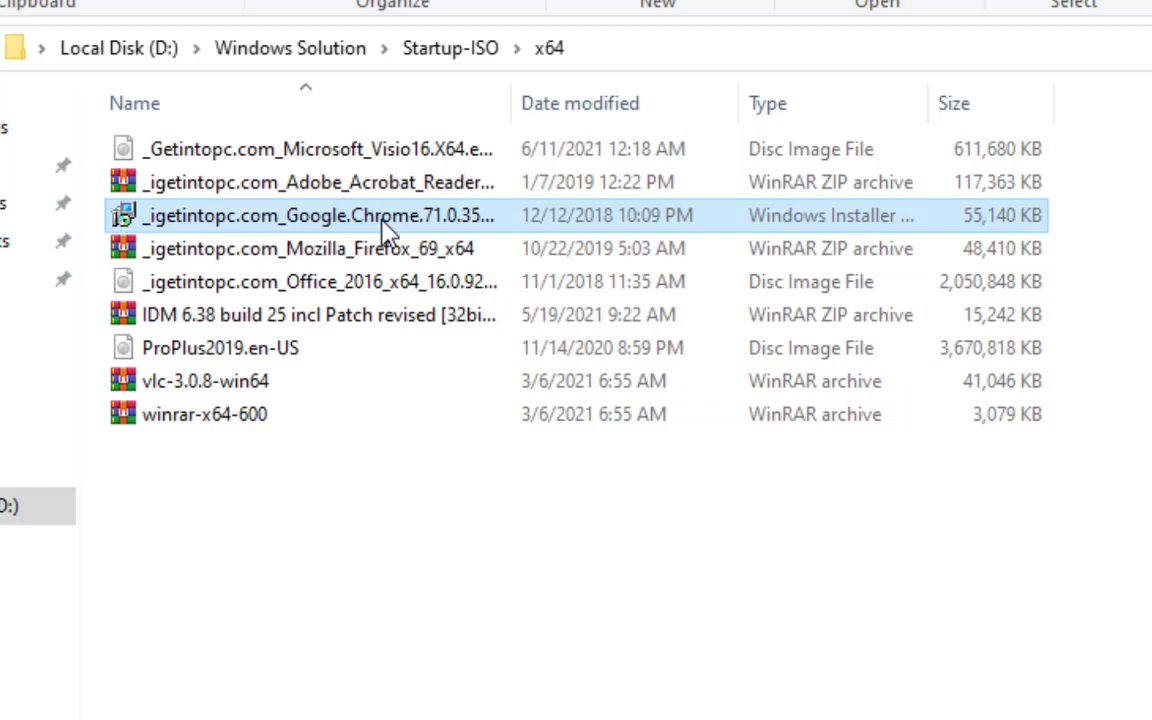 Clipboard Organize New Open Select
Local Disk (D:) Windows Solution Startup-ISO x64
Name Date modified Type Size
_Getintopc.com_Microsoft_Visio16.X64.e... 6/11/2021 12:18 AM Disc Image File 611,680 KB
_igetintopc.com_Adobe_Acrobat_Reader... 1/7/2019 12:22 PM WinRAR ZIP archive 117,363 KB
_igetintopc.com_Google.Chrome.71.0.35... 12/12/2018 10:09 PM Windows Installer ... 55,140 KB
_igetintopc.com_Mozilla_Firefox_69_x64 10/22/2019 5:03 AM WinRAR ZIP archive 48,410 KB
_igetintopc.com_Office_2016_x64_16.0.92... 11/1/2018 11:35 AM Disc Image File 2,050,848 KB
IDM 6.38 build 25 incl Patch revised [32bi... 5/19/2021 9:22 AM WinRAR ZIP archive 15,242 KB
ProPlus2019.en-US 11/14/2020 8:59 PM Disc Image File 3,670,818 KB
vlc-3.0.8-win64 3/6/2021 6:55 AM WinRAR archive 41,046 KB
winrar-x64-600 3/6/2021 6:55 AM WinRAR archive 3,079 KB
D:)